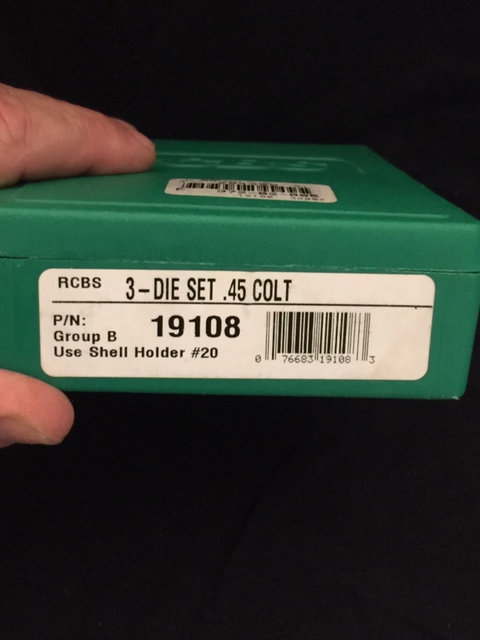 RCBS 3-DIE SET .45 COLT
P/N: 19108
Group B
Use Shell Holder #20
0 76683 19108 3